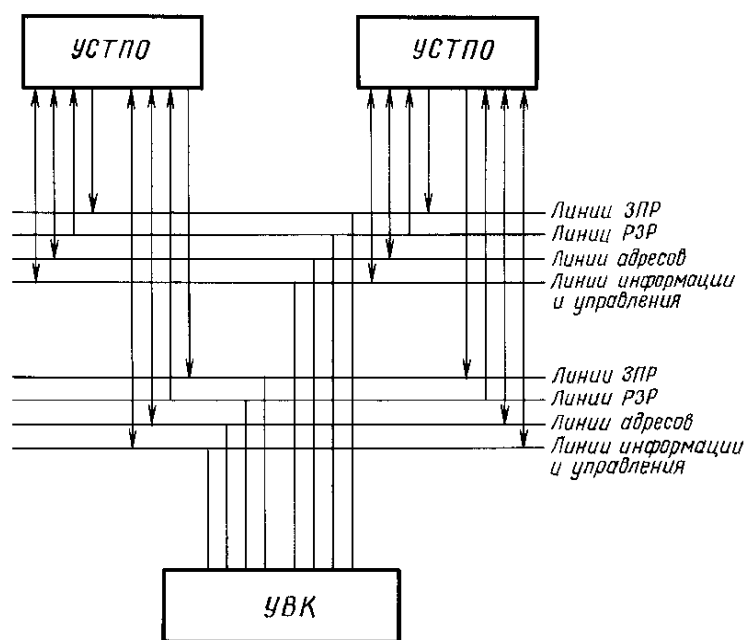 УСТПО
УСТПО
Линии ЗПР
Линии РЗР
Линии адресов
Линии информации
и управления
Линии ЗПР
Линии РЗР
Линии адресов
Линии информации
и управления
УВК